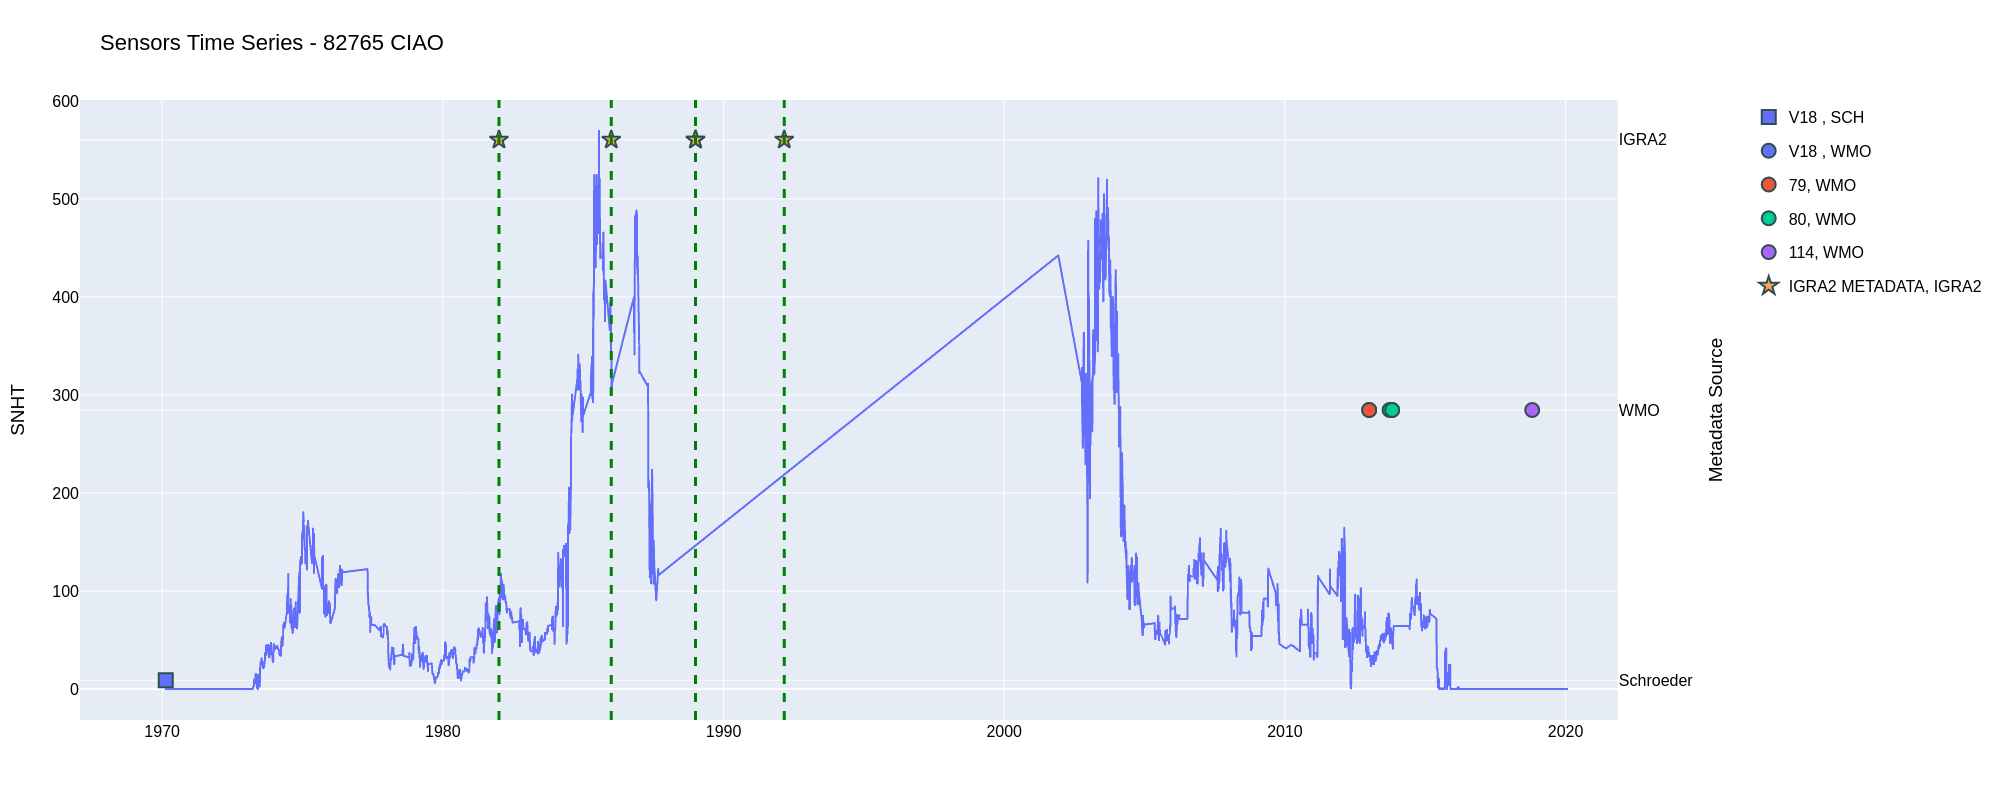 Sensors Time Series - 82765 CIAO
600
500
400
300
200
100
0
SNHT
1970
1980
1990
2000
2010
2020
IGRA2
WMO
Schroeder
Metadata Source
V18 , SCH
V18 , WMO
79, WMO
80, WMO
114, WMO
IGRA2 METADATA, IGRA2